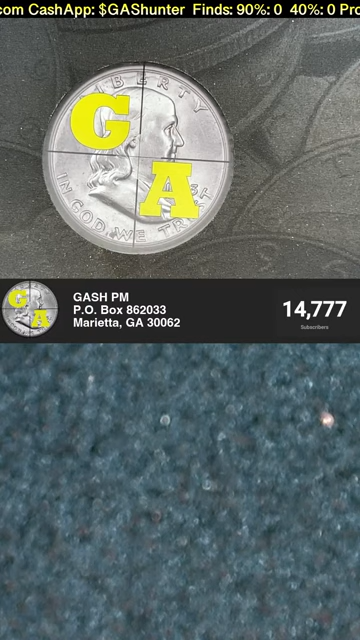 .com CashApp: $GAShunter Finds: 90%: 0 40%: 0 Pro
LIBERTY
G
A
IN GOD WE TRUST
GASH PM
P.O. Box 862033
Marietta, GA 30062
14,777
Subscribers
G
A